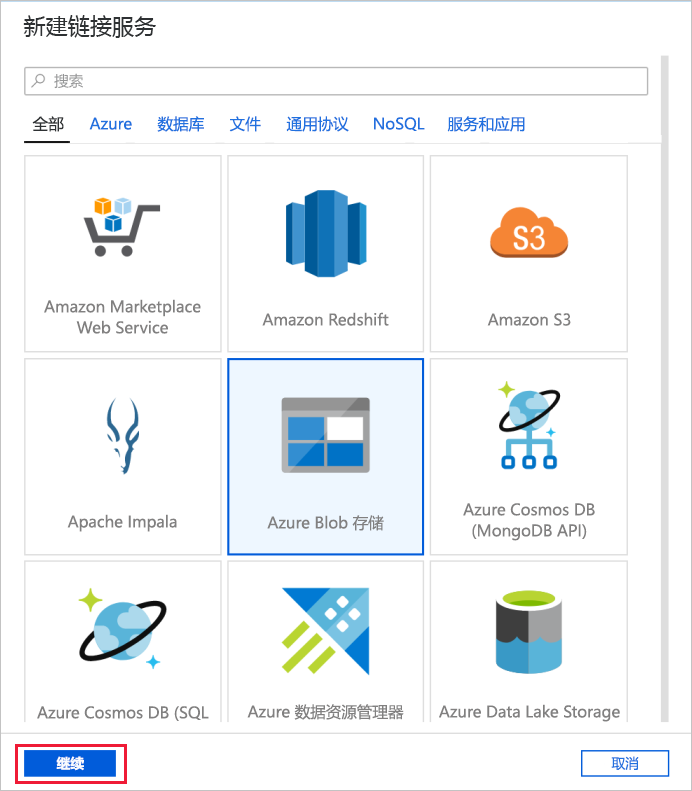 新建链接服务
搜索
全部 Azure 数据库 文件 通用协议 NoSQL 服务和应用
S3
Amazon Marketplace
Web Service
Amazon Redshift
Amazon S3
Apache Impala
Azure Blob 存储
Azure Cosmos DB
(MongoDB API)
Azure Cosmos DB (SQL
Azure 数据资源管理器
Azure Data Lake Storage
继续
取消